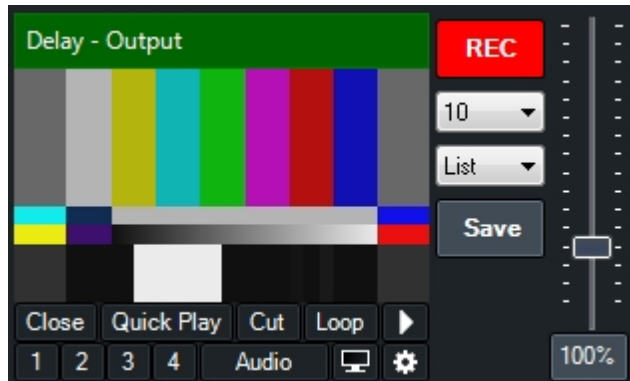 Delay - Output
REC
10
List
Save
Close Quick Play Cut Loop
1 2 3 4 Audio
100%